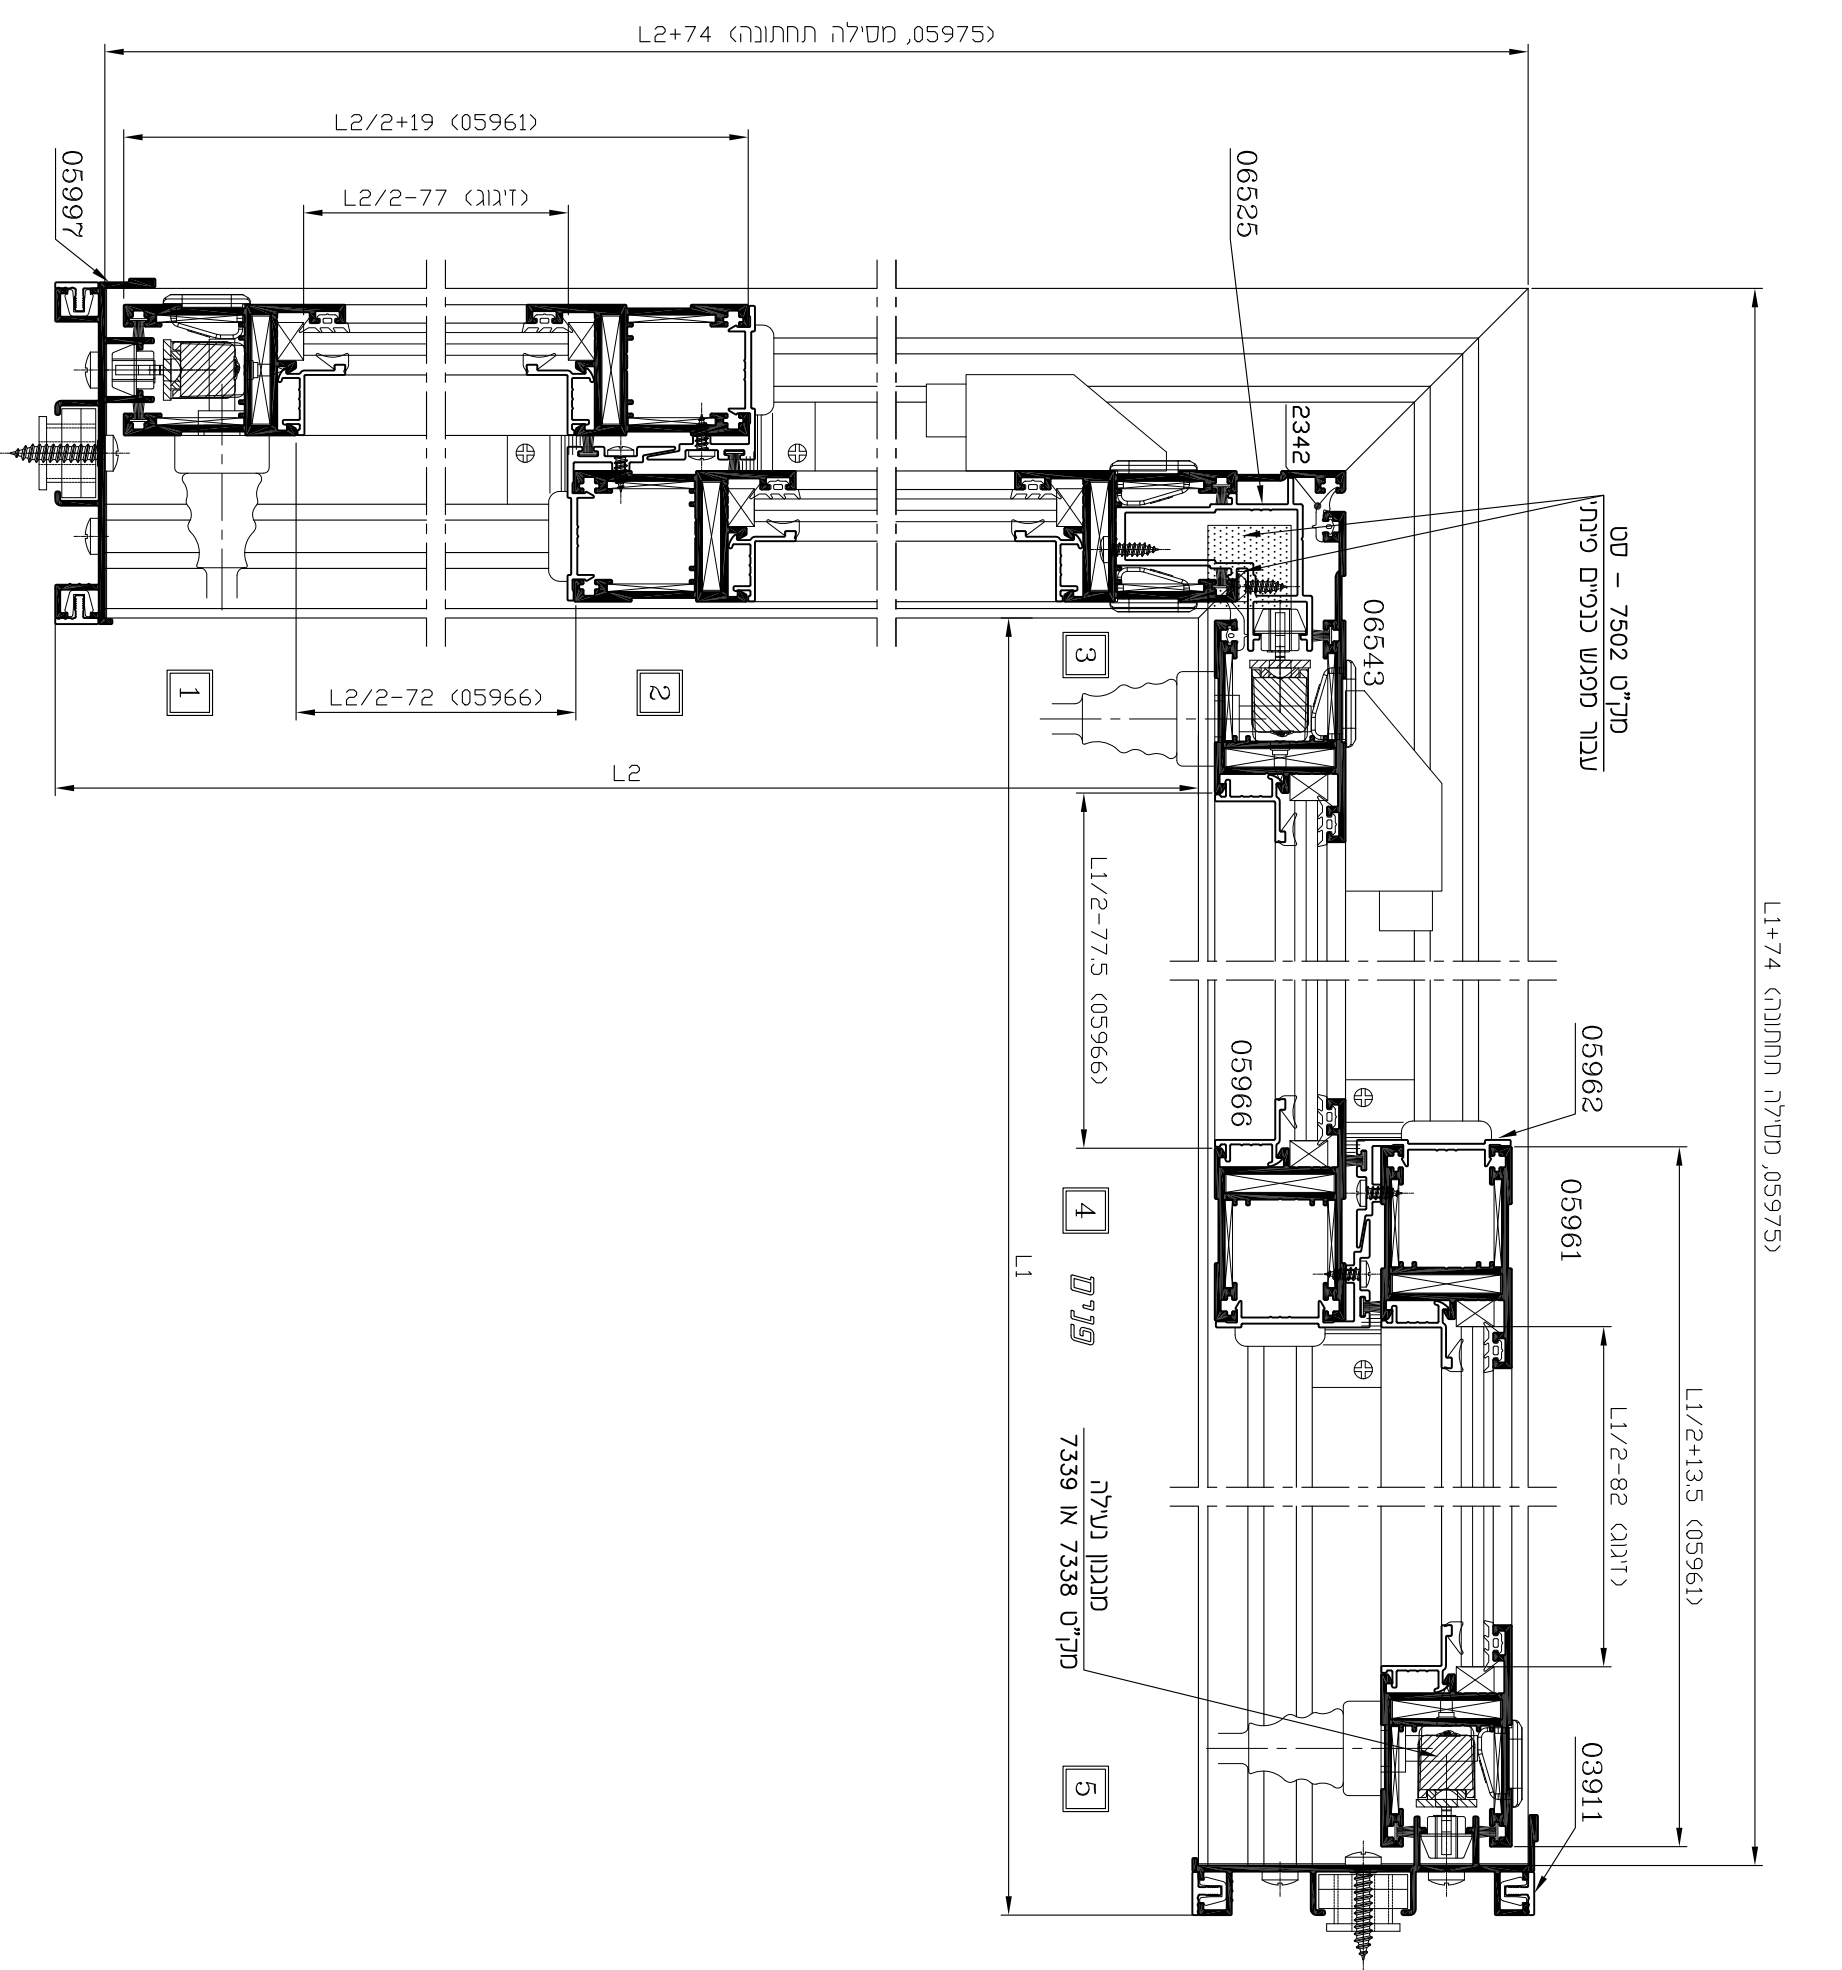 L2+74 (מסילה תחתונה ,05975)
L2/2+19 (05961)
L2/2-77 (זיגוג)
05997
06525
2342
סט - 7502 מק"ט
עבור מפגש כנפיים פינתי
06543
3
1
2
L2/2-72 (05966)
L2
L1/2-77.5 (05966)
L1+74 (מסילה תחתונה ,05975)
05962
05966
05961
4
פנים
L1
L1/2+13.5 (05961)
L1/2-82 (זיגוג)
מנגנון נעילה
מק"ט 7338 או 7339
5
03911